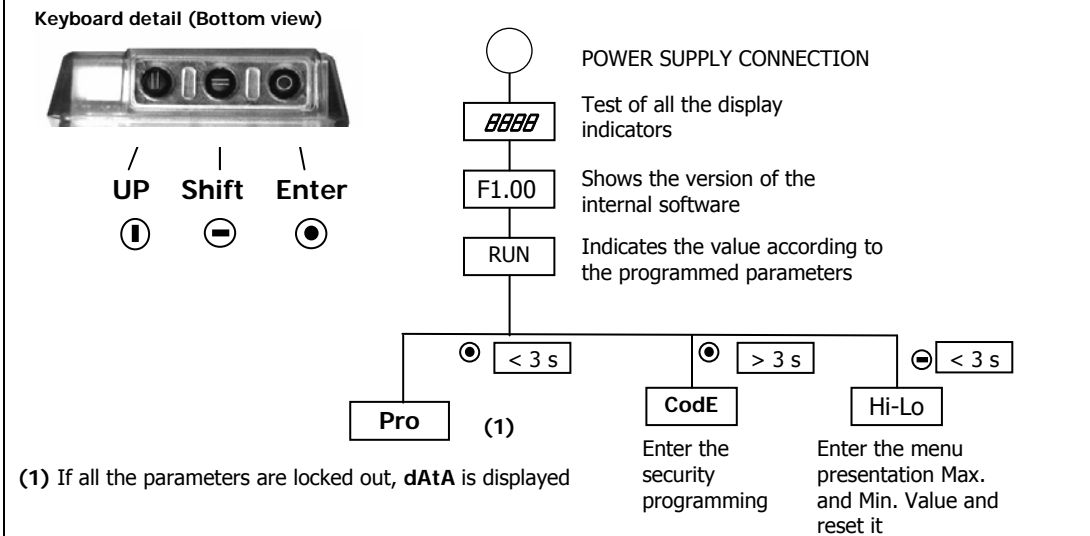 Keyboard detail (Bottom view)
UP Shift Enter
POWER SUPPLY CONNECTION
8888
Test of all the display
indicators
F1.00
Shows the version of the
internal software
RUN
Indicates the value according to
the programmed parameters
< 3 s
> 3 s
< 3 s
Pro
(1)
CodE
Hi-Lo
Enter the
security
programming
Enter the menu
presentation Max.
and Min. Value and
reset it
(1) If all the parameters are locked out, dAtA is displayed